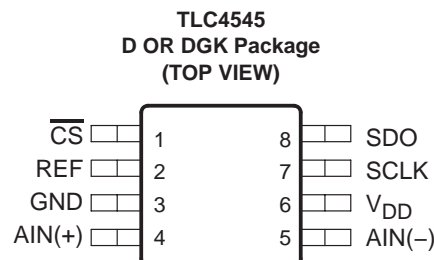 TLC4545
D OR DGK Package
(TOP VIEW)
C̅S̅ 1 8 SDO
REF 2 7 SCLK
GND 3 6 VDD
AIN(+) 4 5 AIN(−)